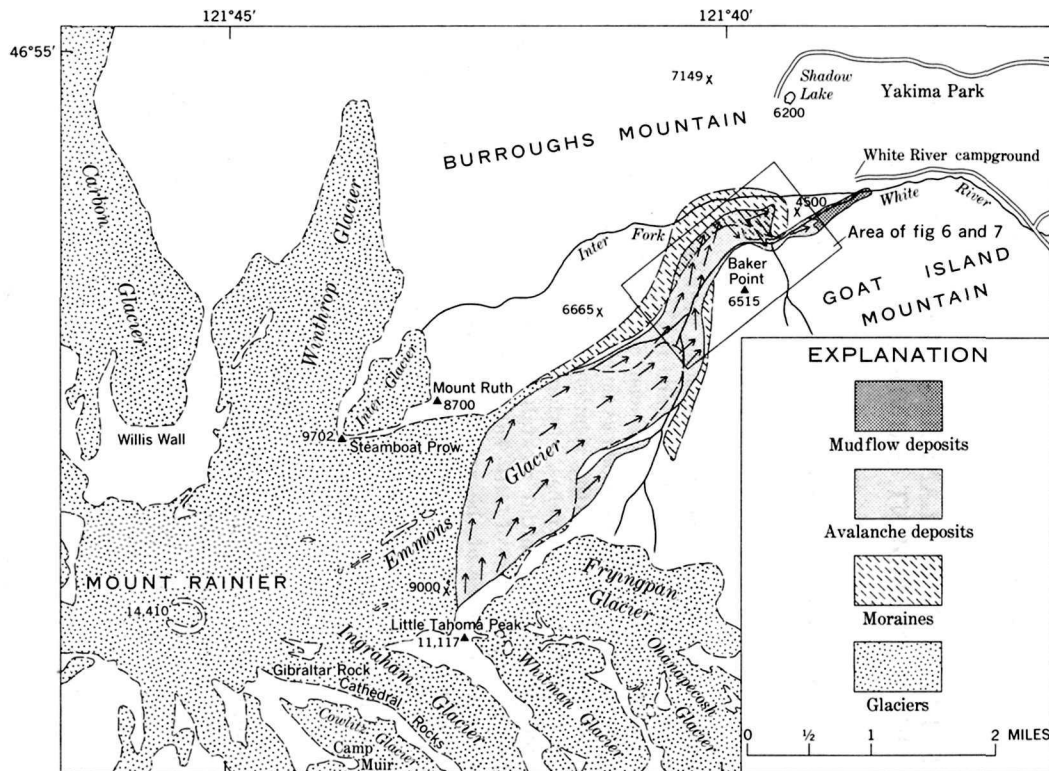 121°45′
121°40′
46°55′
7149
Shadow
Lake
6200
Yakima Park
BURROUGHS MOUNTAIN
White River campground
White River
4500
Area of fig 6 and 7
Carbon
Glacier
Winthrop
Glacier
Inter Fork
Baker
Point
6515
GOAT ISLAND
MOUNTAIN
6665
Inter Glacier
Mount Ruth
8700
Willis Wall
9702
Steamboat Prow
Emmons
Glacier
MOUNT RAINIER
14,410
9000
Fryingpan
Glacier
Little Tahoma Peak
11,117
Ingraham
Glacier
Whitman
Glacier
Ohanapecosh
Glacier
Gibraltar Rock
Cathedral
Rocks
Cowlitz Glacier
Camp
Muir
EXPLANATION
Mudflow deposits
Avalanche deposits
Moraines
Glaciers
0 ½ 1 2 MILES